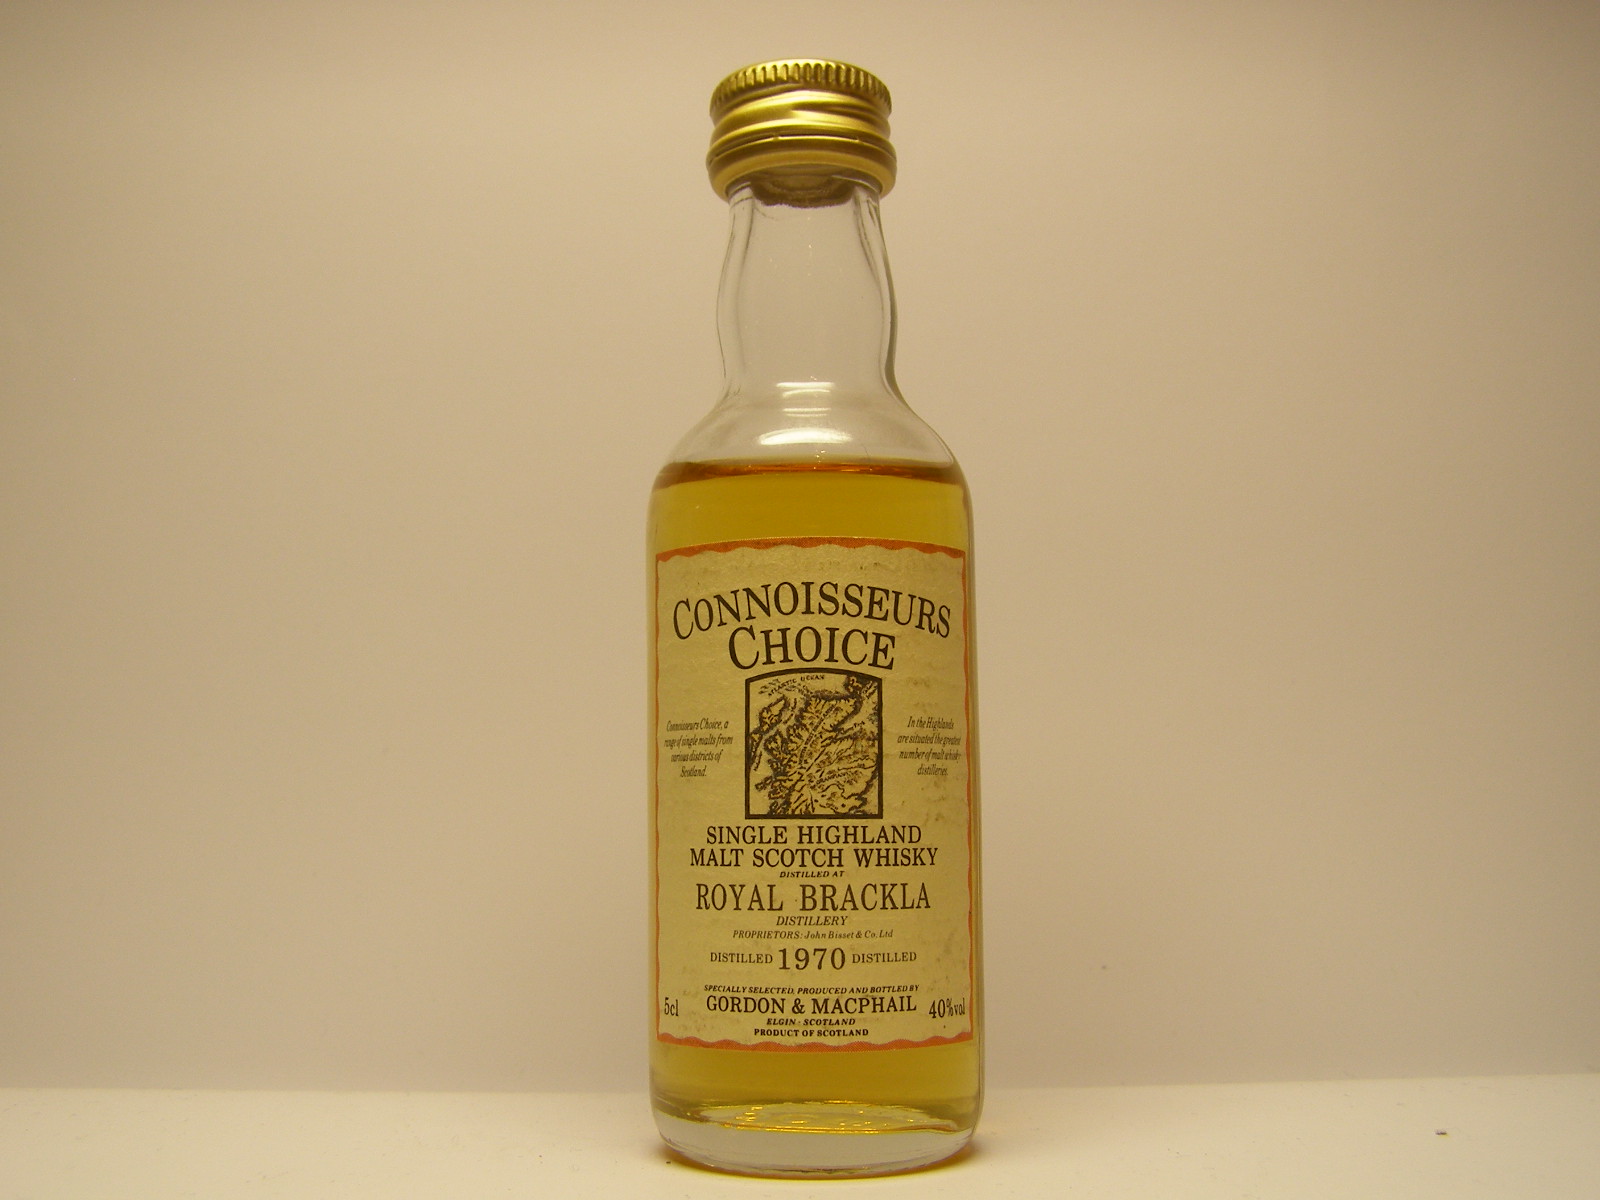 CONNOISSEURS
CHOICE
ATLANTIC OCEAN
Connoisseurs Choice, a
range of single malts from
various districts of
Scotland.
In the Highlands
are situated the greatest
number of malt whisky
distilleries.
SINGLE HIGHLAND
MALT SCOTCH WHISKY
DISTILLED AT
ROYAL BRACKLA
DISTILLERY
PROPRIETORS: John Bisset & Co. Ltd
DISTILLED 1970 DISTILLED
SPECIALLY SELECTED, PRODUCED AND BOTTLED BY
5cl GORDON & MACPHAIL 40%vol
ELGIN · SCOTLAND
PRODUCT OF SCOTLAND